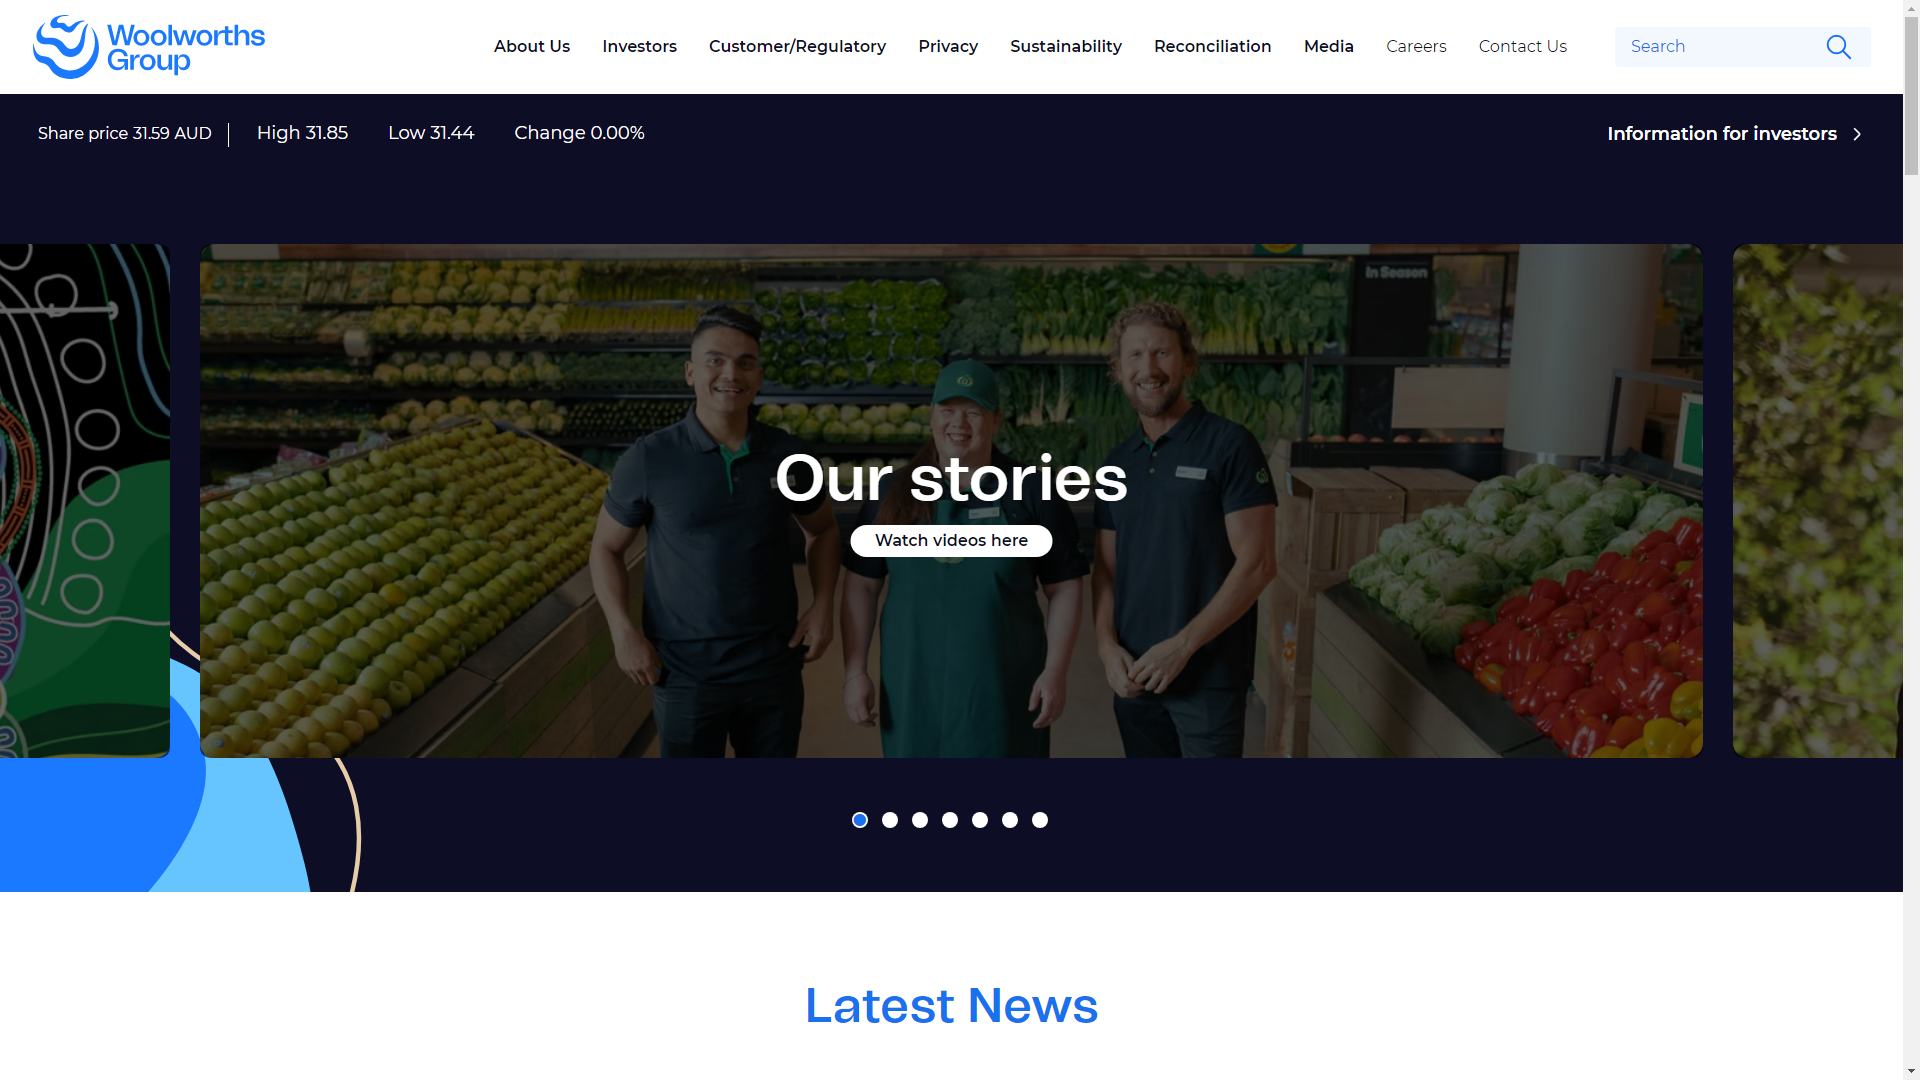 Woolworths
Group
About Us
Investors
Customer/Regulatory
Privacy
Sustainability
Reconciliation
Media
Careers
Contact Us
Search
Share price 31.59 AUD
High 31.85
Low 31.44
Change 0.00%
Information for investors
In Season
Our stories
Watch videos here
Latest News